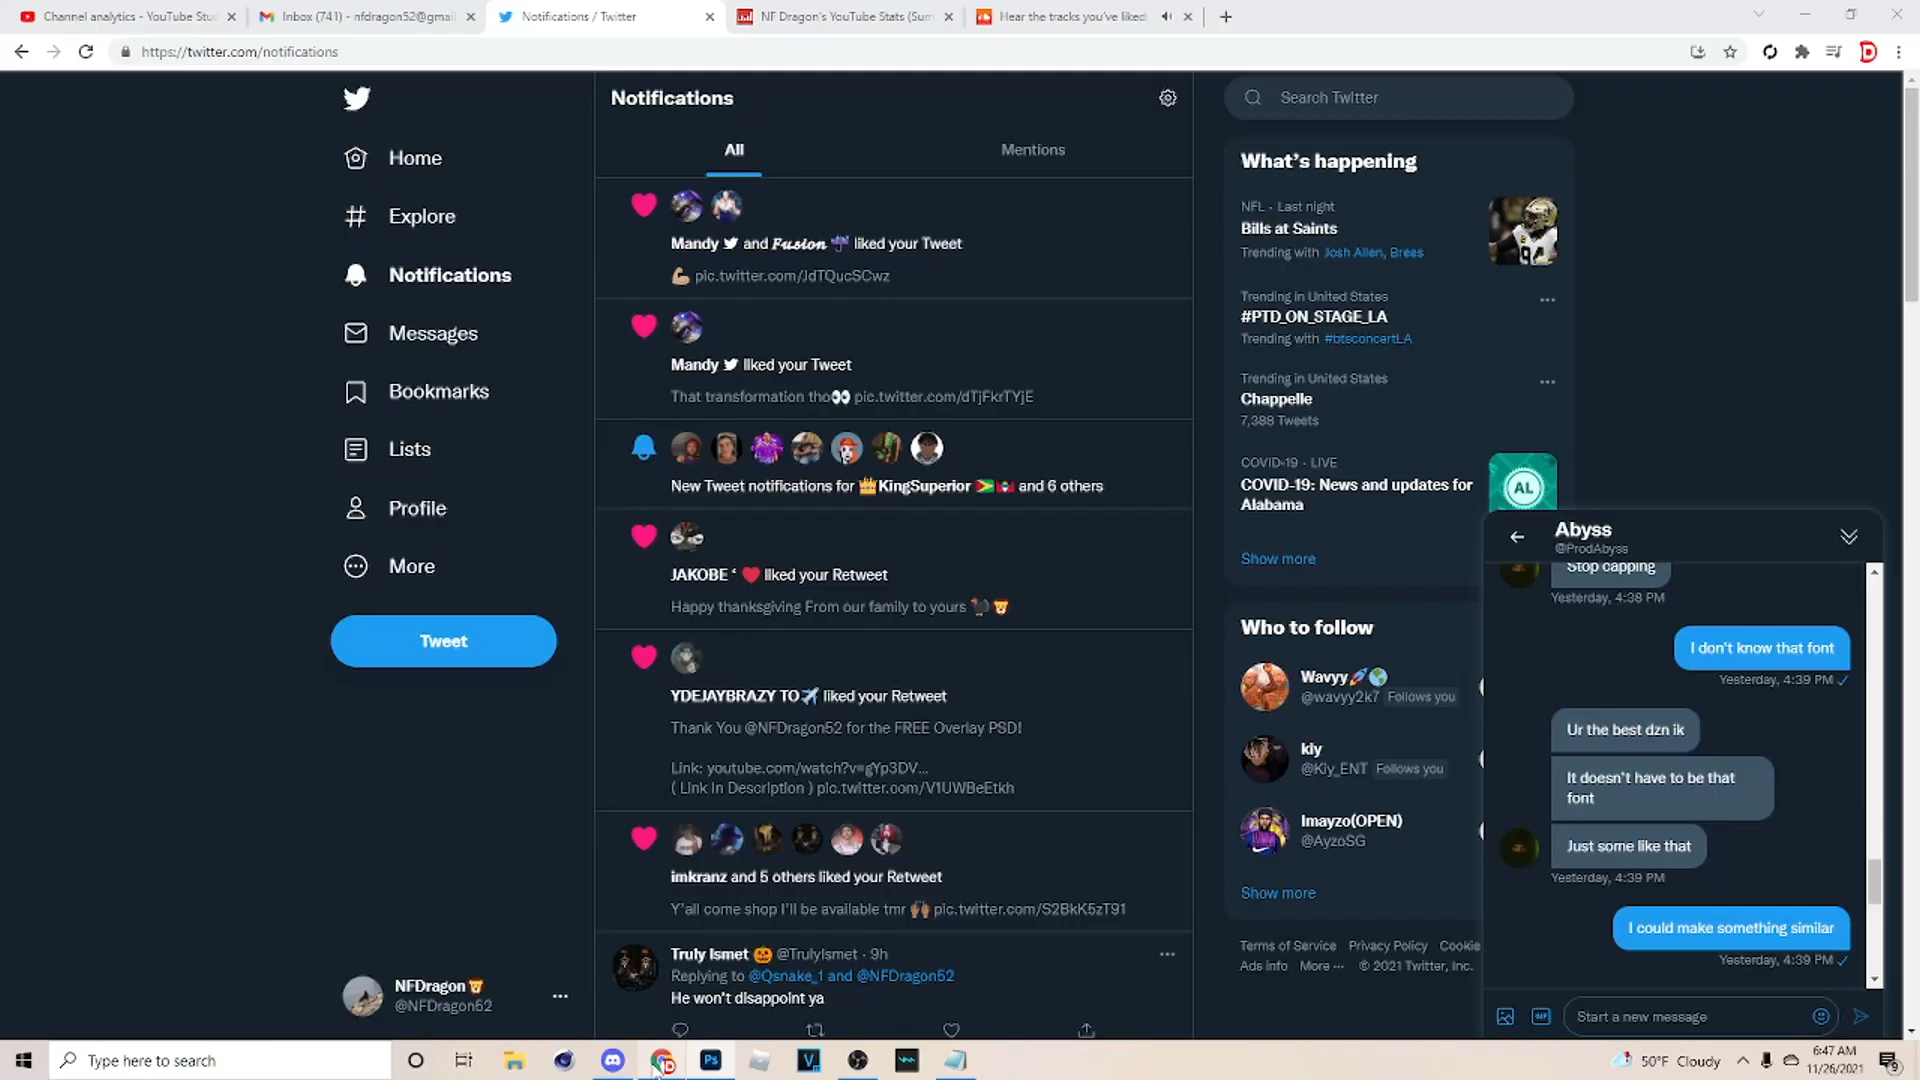 Channel analytics - YouTube Stu
Inbox (741) - nfdragon52@gmail
Notifications / Twitter
NF Dragon's YouTube Stats (Sum
Hear the tracks you've liked:
https://twitter.com/notifications
Home
Explore
Notifications
Messages
Bookmarks
Lists
Profile
More
Tweet
NFDragon
@NFDragon52
Notifications
All
Mentions
Mandy and Fusion liked your Tweet
pic.twitter.com/JdTQucSCwz
Mandy liked your Tweet
That transformation tho👀 pic.twitter.com/dTjFkrTYjE
New Tweet notifications for 👑KingSuperior 🇬🇾🇦🇬 and 6 others
JAKOBE ‘ ❤️ liked your Retweet
Happy thanksgiving From our family to yours 🦃🦁
YDEJAYBRAZY TO✈️ liked your Retweet
Thank You @NFDragon52 for the FREE Overlay PSD!
Link: youtube.com/watch?v=gYp3DV...
( Link In Description ) pic.twitter.com/V1UWBeEtkh
imkranz and 5 others liked your Retweet
Y'all come shop I'll be available tmr 🙌🏽 pic.twitter.com/S2BkK5zT91
Truly Ismet 🎃 @TrulyIsmet · 9h
Replying to @Qsnake_1 and @NFDragon52
He won't disappoint ya
Search Twitter
What's happening
NFL · Last night
Bills at Saints
Trending with Josh Allen, Brees
Trending in United States
#PTD_ON_STAGE_LA
Trending with #btsconcertLA
Trending in United States
Chappelle
7,388 Tweets
COVID-19 · LIVE
COVID-19: News and updates for
Alabama
AL
Show more
Who to follow
Wavyy🚀🌎
@wavyy2k7 Follows you
kiy
@Kiy_ENT Follows you
Imayzo(OPEN)
@AyzoSG
Show more
Terms of Service Privacy Policy Cookie
Ads info More ··· © 2021 Twitter, Inc.
Abyss
@ProdAbyss
Stop capping
Yesterday, 4:38 PM
I don't know that font
Yesterday, 4:39 PM ✓
Ur the best dzn ik
It doesn't have to be that
font
Just some like that
Yesterday, 4:39 PM
I could make something similar
Yesterday, 4:39 PM ✓
GIF
Start a new message
Type here to search
Ps
50°F Cloudy
6:47 AM
11/26/2021
9